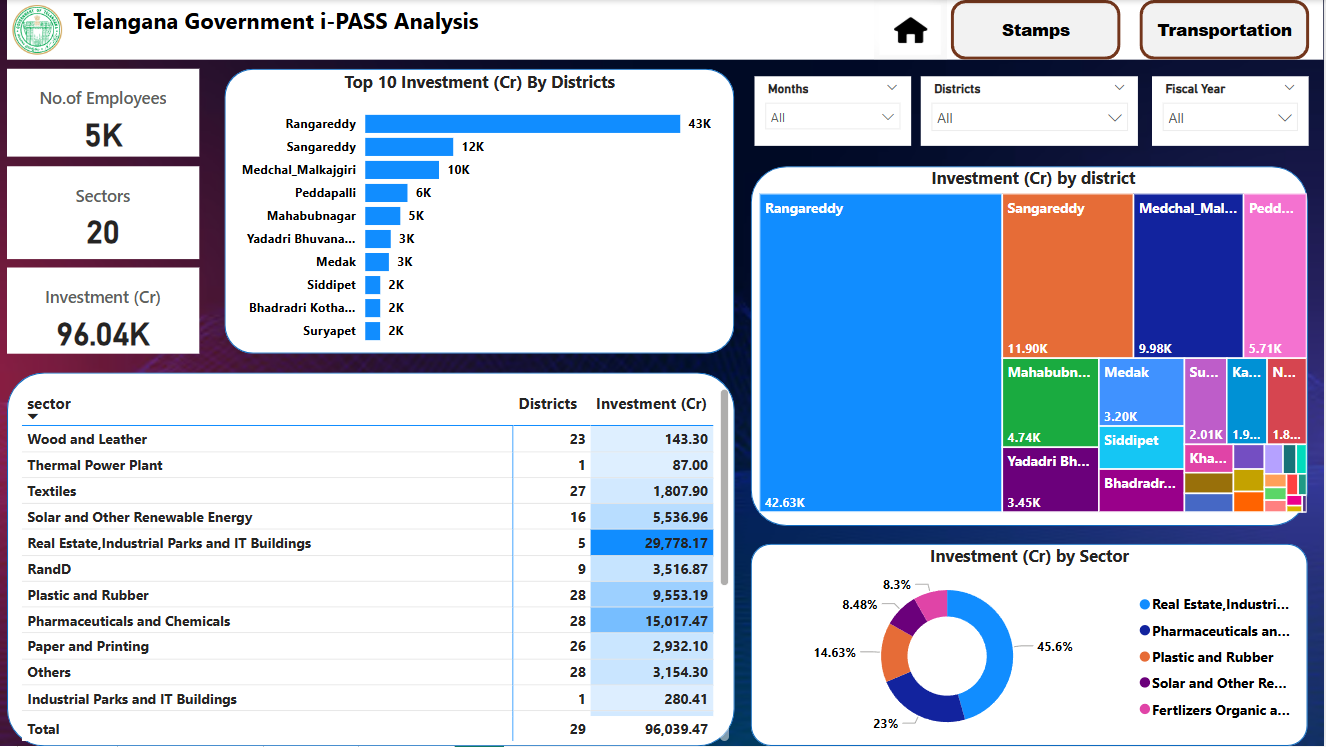 Telangana Government i-PASS Analysis
Stamps
Transportation
No.of Employees
5K
Sectors
20
Investment (Cr)
96.04K
Top 10 Investment (Cr) By Districts
Rangareddy 43K
Sangareddy 12K
Medchal_Malkajgiri 10K
Peddapalli 6K
Mahabubnagar 5K
Yadadri Bhuvana... 3K
Medak 3K
Siddipet 2K
Bhadradri Kotha... 2K
Suryapet 2K
Months
All
Districts
All
Fiscal Year
All
Investment (Cr) by district
Rangareddy
42.63K
Sangareddy
11.90K
Medchal_Mal...
9.98K
Pedd...
5.71K
Mahabubn...
4.74K
Yadadri Bh...
3.45K
Medak
3.20K
Siddipet
Bhadradr...
Su...
2.01K
Ka...
1.9...
N...
1.8...
Kha...
sector Districts Investment (Cr)
Wood and Leather 23 143.30
Thermal Power Plant 1 87.00
Textiles 27 1,807.90
Solar and Other Renewable Energy 16 5,536.96
Real Estate,Industrial Parks and IT Buildings 5 29,778.17
RandD 9 3,516.87
Plastic and Rubber 28 9,553.19
Pharmaceuticals and Chemicals 28 15,017.47
Paper and Printing 26 2,932.10
Others 28 3,154.30
Industrial Parks and IT Buildings 1 280.41
Total 29 96,039.47
Investment (Cr) by Sector
8.3%
8.48%
14.63%
23%
45.6%
Real Estate,Industri...
Pharmaceuticals an...
Plastic and Rubber
Solar and Other Re...
Fertlizers Organic a...